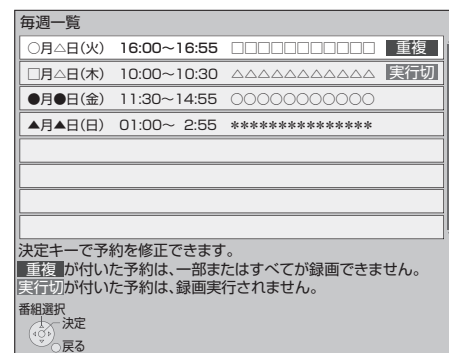 毎週一覧
○月△日(火) 16:00～16:55 □□□□□□□□□□□ 重複
□月△日(木) 10:00～10:30 △△△△△△△△△△△ 実行切
●月●日(金) 11:30～14:55 ○○○○○○○○○○○
▲月▲日(日) 01:00～ 2:55 ***************
決定キーで予約を修正できます。
重複 が付いた予約は、一部またはすべてが録画できません。
実行切が付いた予約は、録画実行されません。
番組選択
決定
戻る